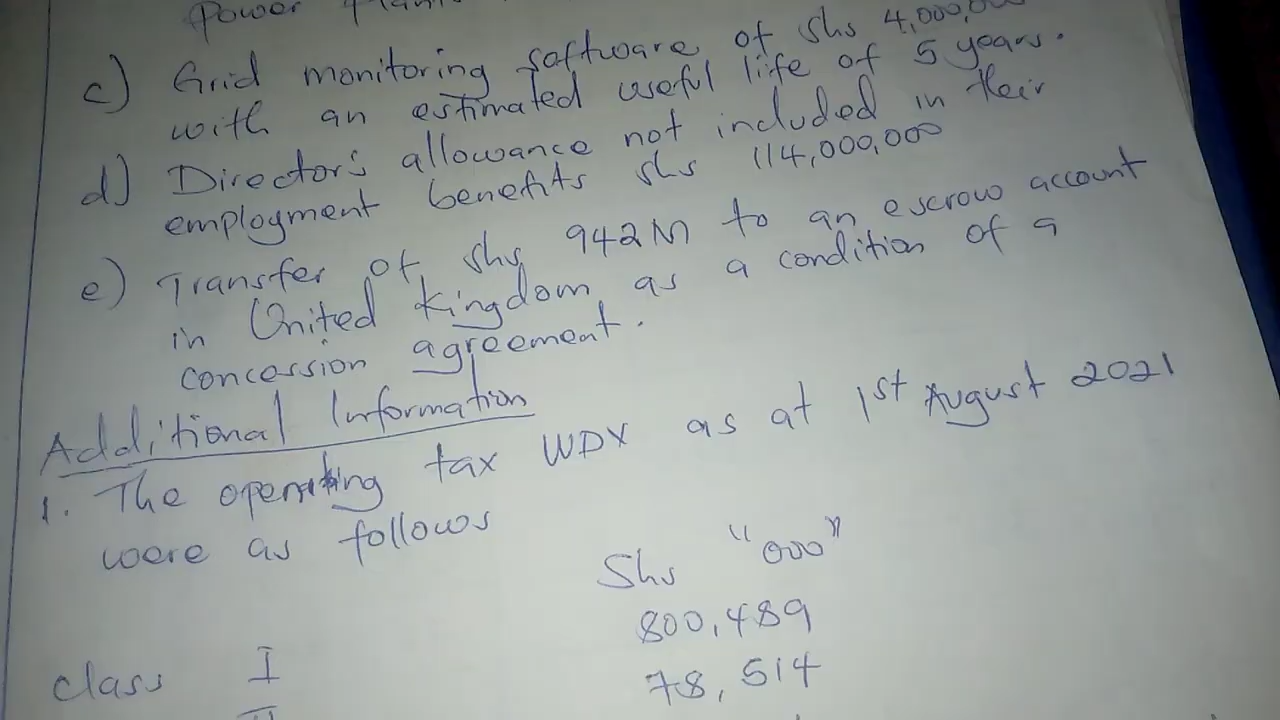 Power
c) Grid monitoring software of shs 4,000,000
with an estimated useful life of 5 years.
d) Director's allowance not included in their
employment benefits shs 114,000,000
e) Transfer of shs 942M to an escrow account
in United Kingdom as a condition of a
concession agreement.
Additional Information
1. The operating tax WDV as at 1st August 2021
were as follows
Shs "000"
800,489
class I
78,514
II